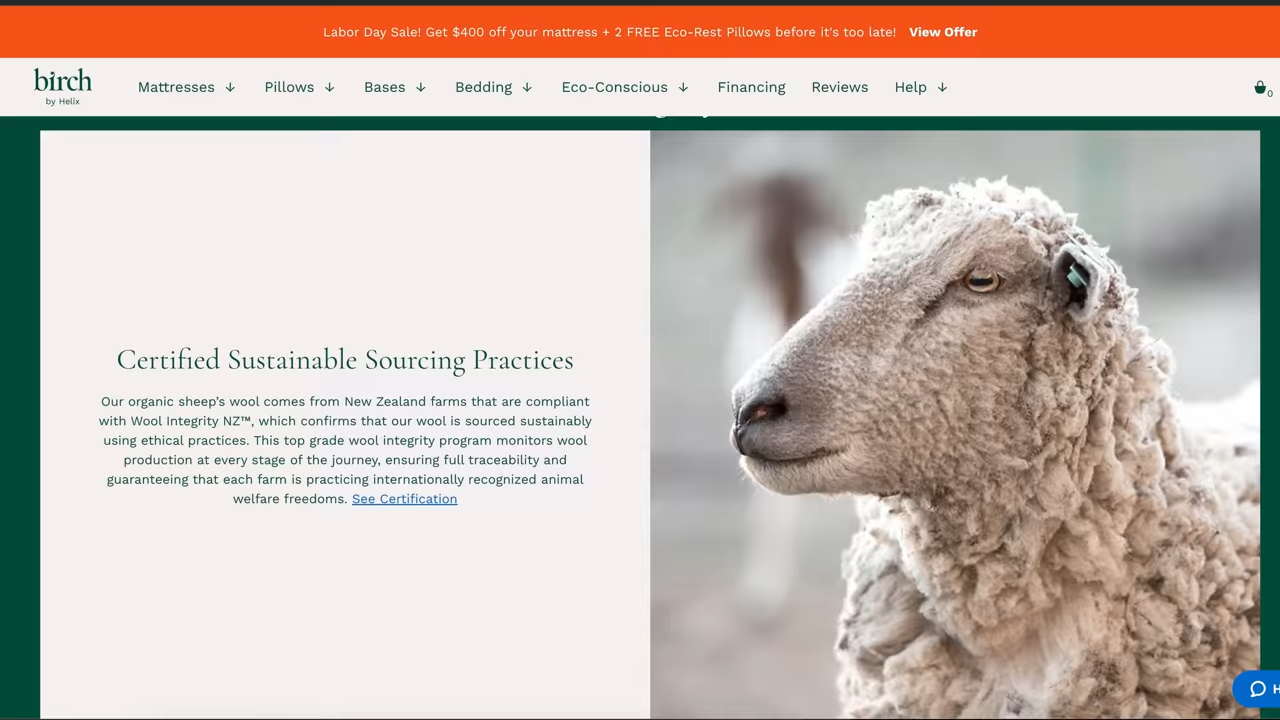 Labor Day Sale! Get $400 off your mattress + 2 FREE Eco-Rest Pillows before it's too late! View Offer
birch
by Helix
Mattresses Pillows Bases Bedding Eco-Conscious Financing Reviews Help
0
Certified Sustainable Sourcing Practices
Our organic sheep’s wool comes from New Zealand farms that are compliant
with Wool Integrity NZ™, which confirms that our wool is sourced sustainably
using ethical practices. This top grade wool integrity program monitors wool
production at every stage of the journey, ensuring full traceability and
guaranteeing that each farm is practicing internationally recognized animal
welfare freedoms. See Certification